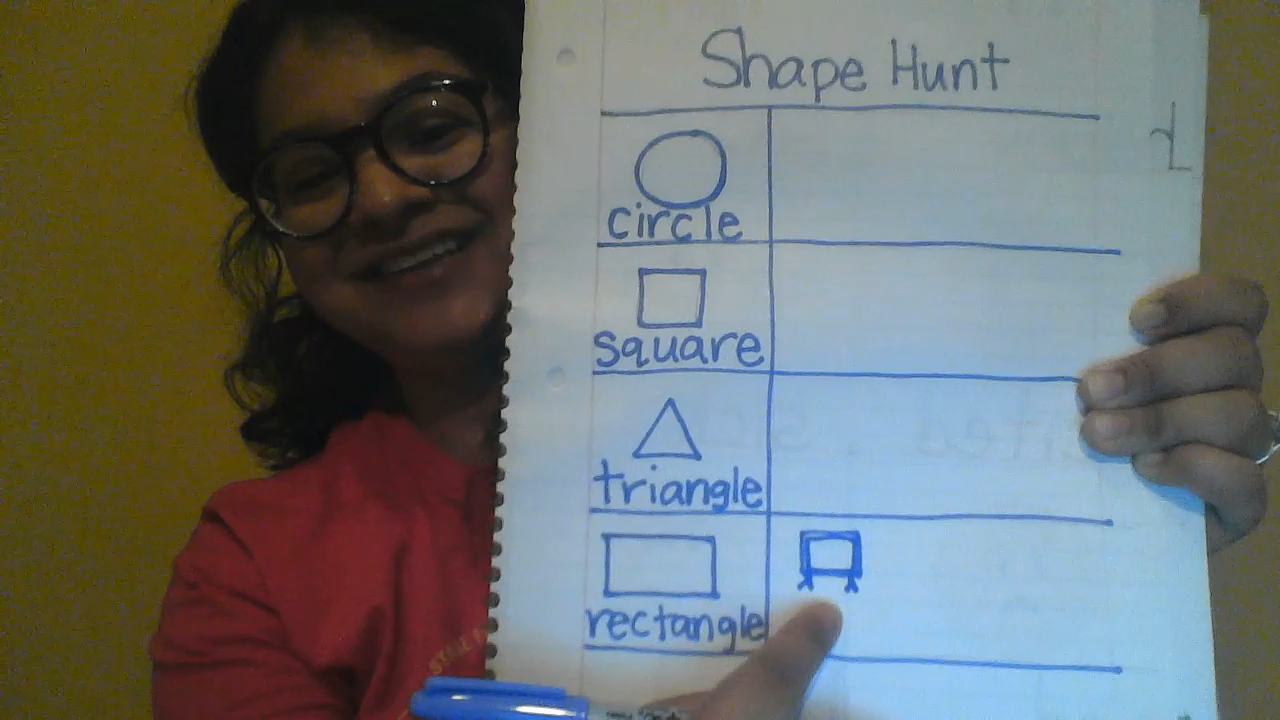 Shape Hunt
circle
square
triangle
rectangle